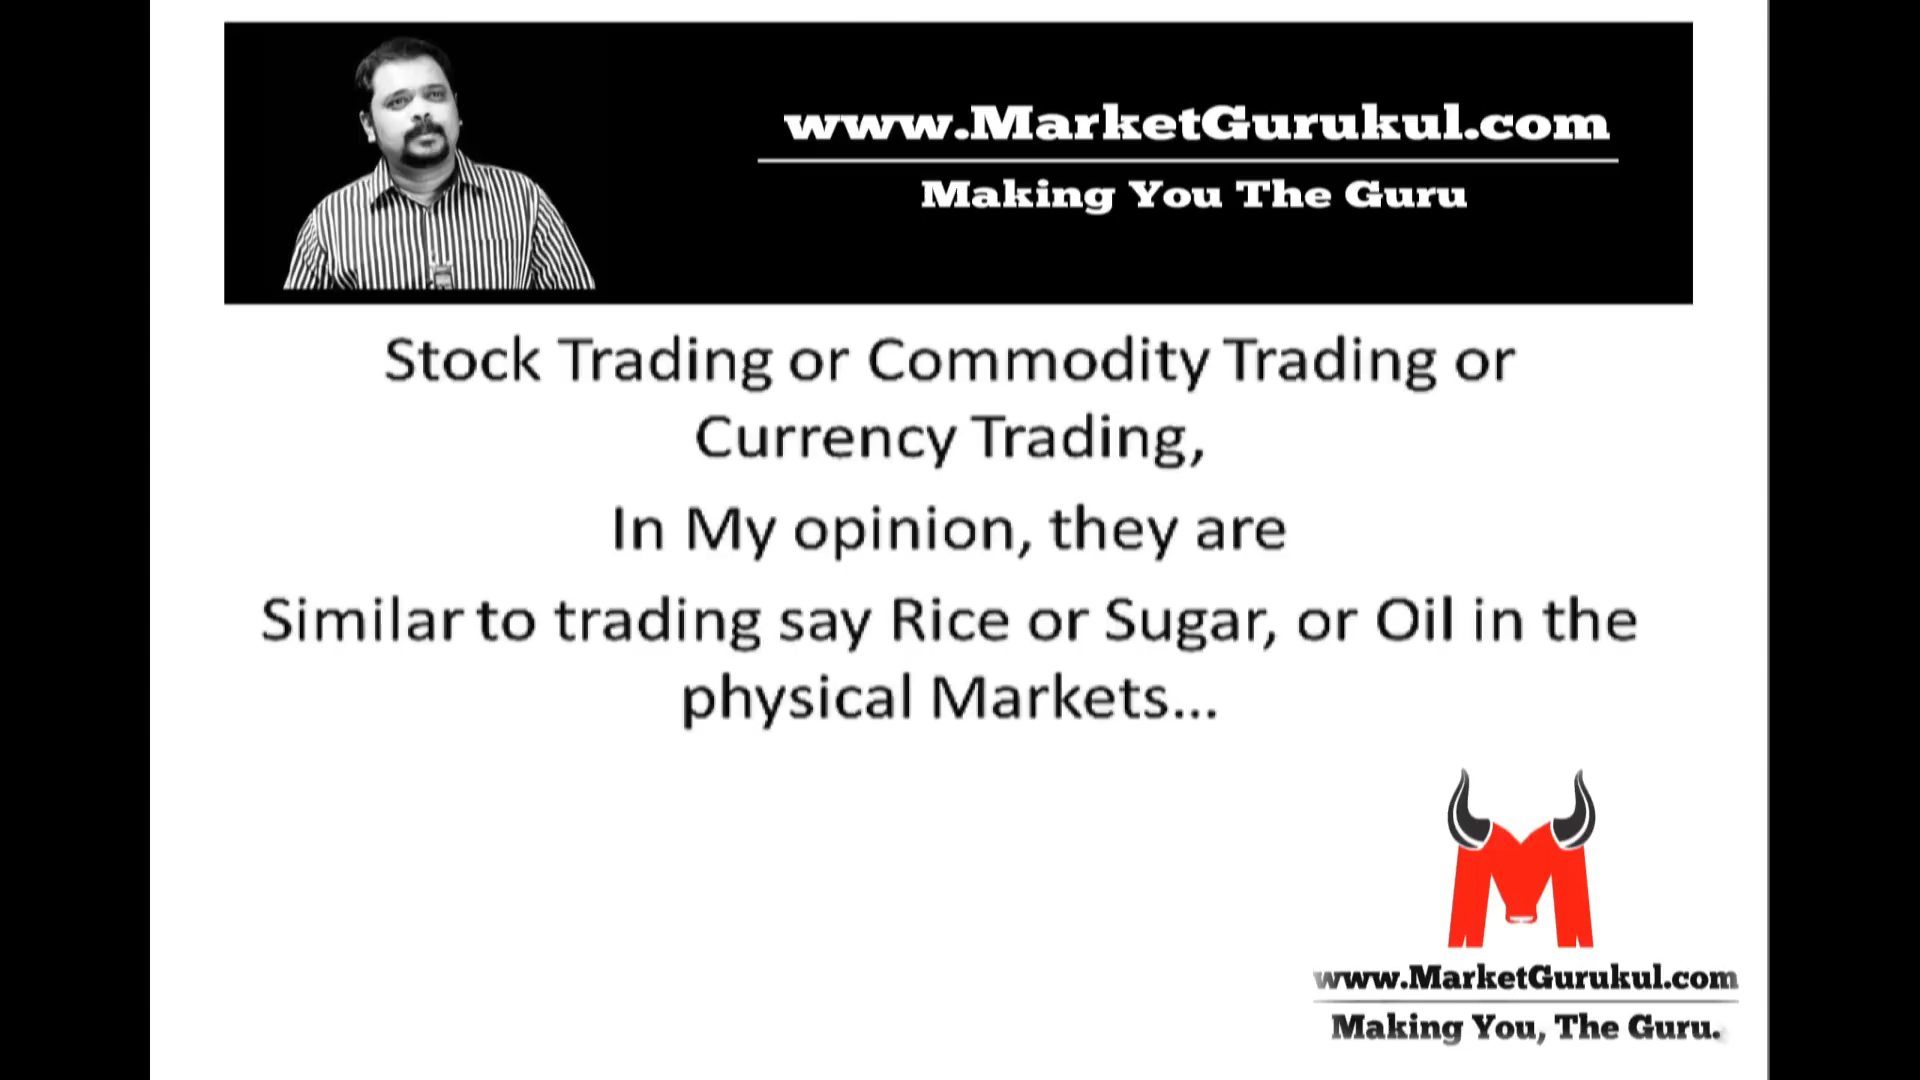 www.MarketGurukul.com
Making You The Guru
Stock Trading or Commodity Trading or
Currency Trading,
In My opinion, they are
Similar to trading say Rice or Sugar, or Oil in the
physical Markets...
www.MarketGurukul.com
Making You, The Guru.